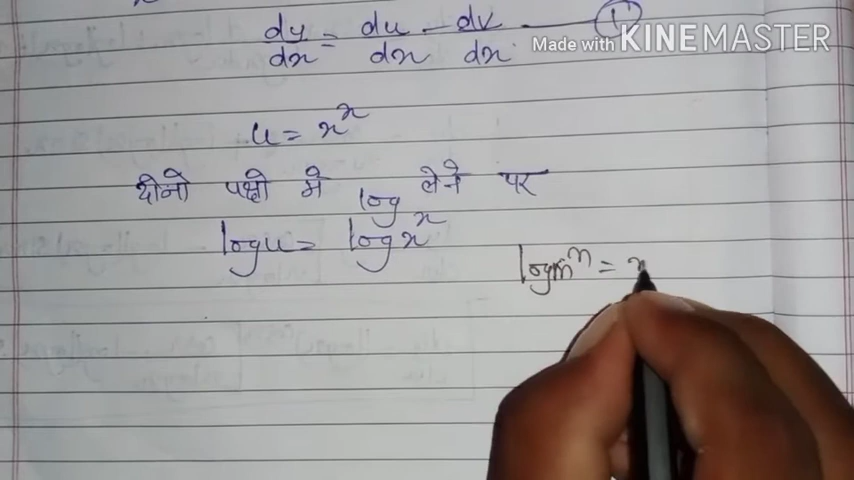 dy/dx = du/dx - dv/dx —— ①
Made with KINEMASTER
u = x^x
दोनो पक्षो मे log लेने पर
log u = log x^x
log m^n = n